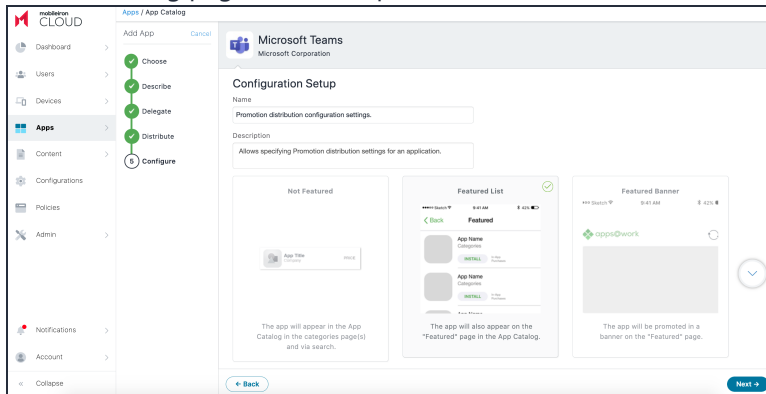 mobileiron
CLOUD
Dashboard
Users
Devices
Apps
Content
Configurations
Policies
Admin
Notifications
Account
« Collapse
Apps / App Catalog
Add App
Cancel
Choose
Describe
Delegate
Distribute
5 Configure
Microsoft Teams
Microsoft Corporation
Configuration Setup
Name
Promotion distribution configuration settings.
Description
Allows specifying Promotion distribution settings for an application.
Not Featured
App Title
PRICE
The app will appear in the App
Catalog in the categories page(s)
and via search.
Featured List
Sketch 9:41 AM 42%
Back Featured
App Name
Categories
INSTALL
App Name
Categories
INSTALL
The app will also appear on the
"Featured" page in the App Catalog.
Featured Banner
Sketch 9:41 AM 42%
apps@work
The app will be promoted in a
banner on the "Featured" page.
← Back
Next →